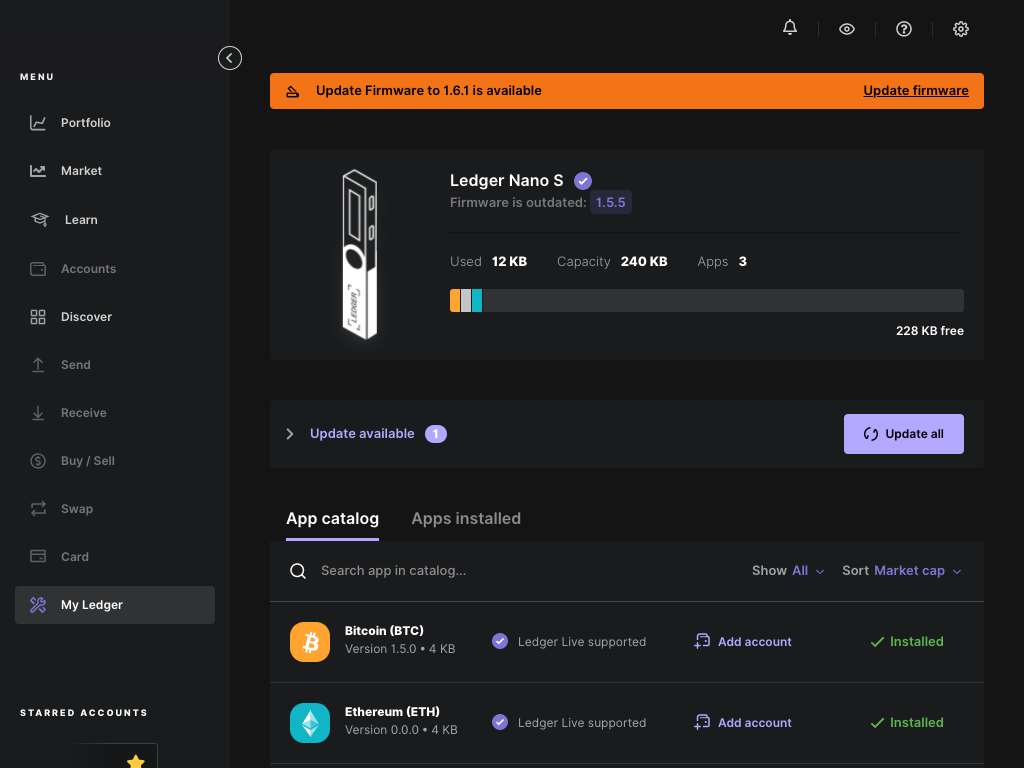 MENU
Portfolio
Market
Learn
Accounts
Discover
Send
Receive
Buy / Sell
Swap
Card
My Ledger
STARRED ACCOUNTS
Update Firmware to 1.6.1 is available
Update firmware
LEDGER
Ledger Nano S
Firmware is outdated: 1.5.5
Used 12 KB Capacity 240 KB Apps 3
228 KB free
Update available 1
Update all
App catalog Apps installed
Search app in catalog...
Show All Sort Market cap
Bitcoin (BTC)
Version 1.5.0 • 4 KB
Ledger Live supported
Add account
Installed
Ethereum (ETH)
Version 0.0.0 • 4 KB
Ledger Live supported
Add account
Installed